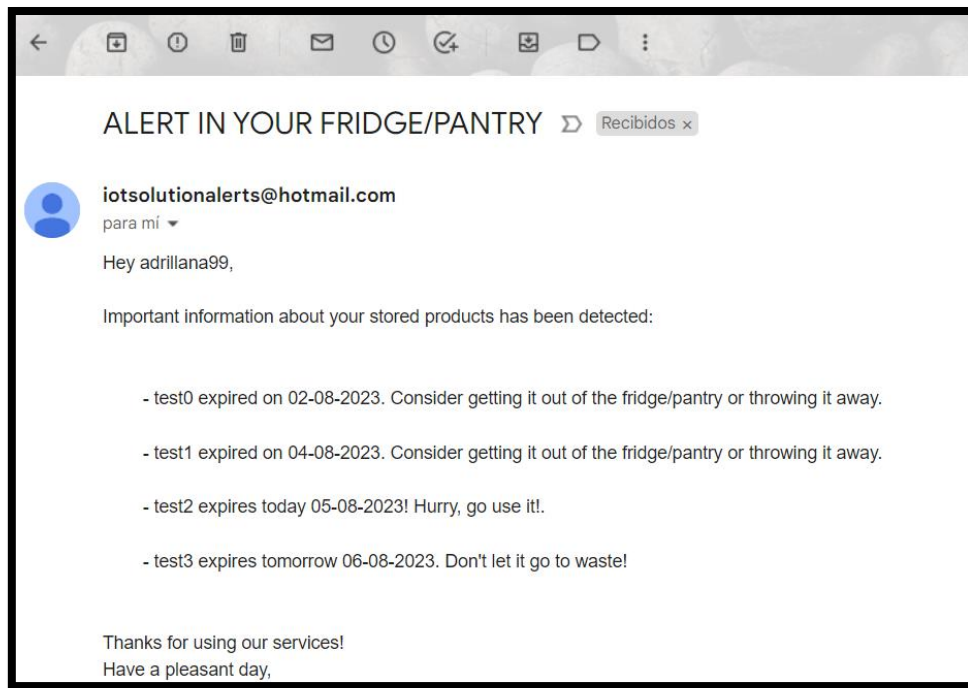 ALERT IN YOUR FRIDGE/PANTRY Recibidos x
iotsolutionalerts@hotmail.com
para mí
Hey adrillana99,
Important information about your stored products has been detected:
- test0 expired on 02-08-2023. Consider getting it out of the fridge/pantry or throwing it away.
- test1 expired on 04-08-2023. Consider getting it out of the fridge/pantry or throwing it away.
- test2 expires today 05-08-2023! Hurry, go use it!.
- test3 expires tomorrow 06-08-2023. Don't let it go to waste!
Thanks for using our services!
Have a pleasant day,